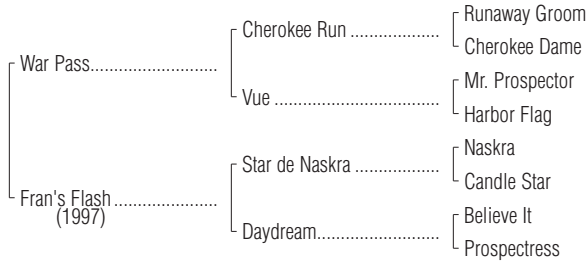 Runaway Groom
Cherokee Run ....................
Cherokee Dame
War Pass.............................
Mr. Prospector
Vue .....................................
Harbor Flag
Naskra
Star de Naskra ...................
Candle Star
Fran's Flash .......................
(1997)
Believe It
Daydream...........................
Prospectress